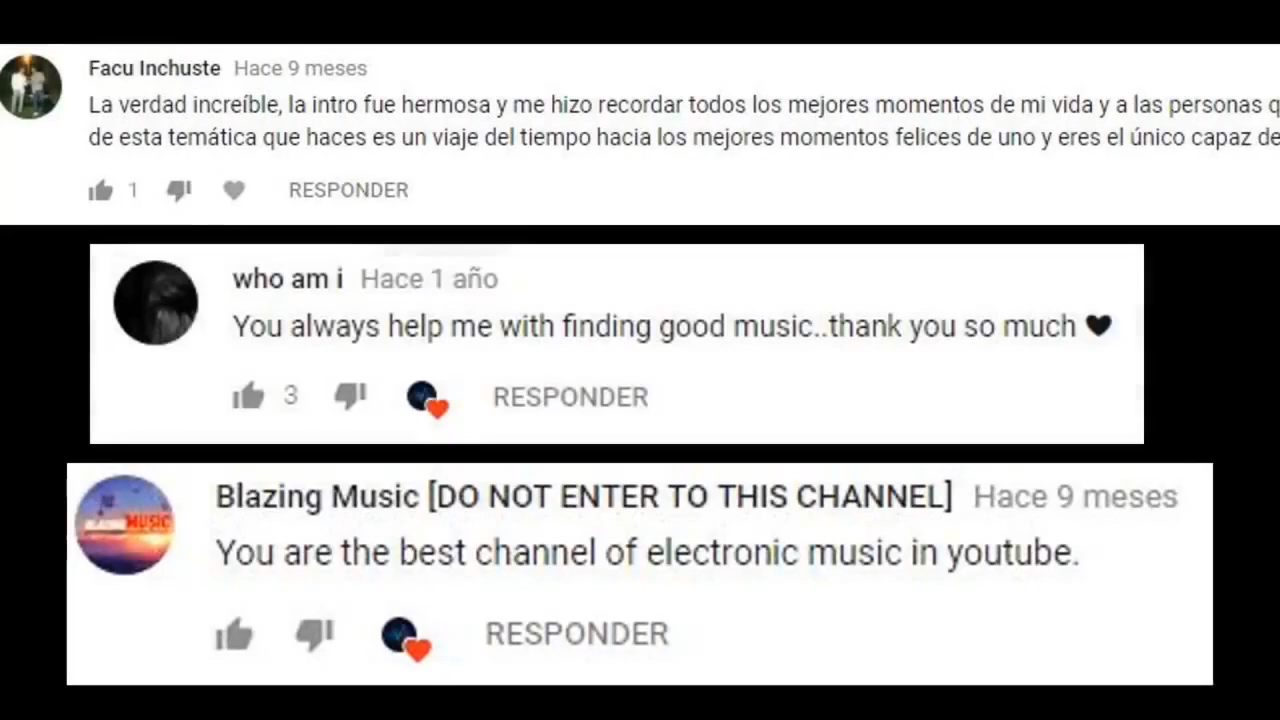 Facu Inchuste Hace 9 meses
La verdad increíble, la intro fue hermosa y me hizo recordar todos los mejores momentos de mi vida y a las personas
de esta temática que haces es un viaje del tiempo hacia los mejores momentos felices de uno y eres el único capaz de
1 RESPONDER
who am i Hace 1 año
You always help me with finding good music..thank you so much 🖤
3 RESPONDER
BLAZING MUSIC
Blazing Music [DO NOT ENTER TO THIS CHANNEL] Hace 9 meses
You are the best channel of electronic music in youtube.
RESPONDER